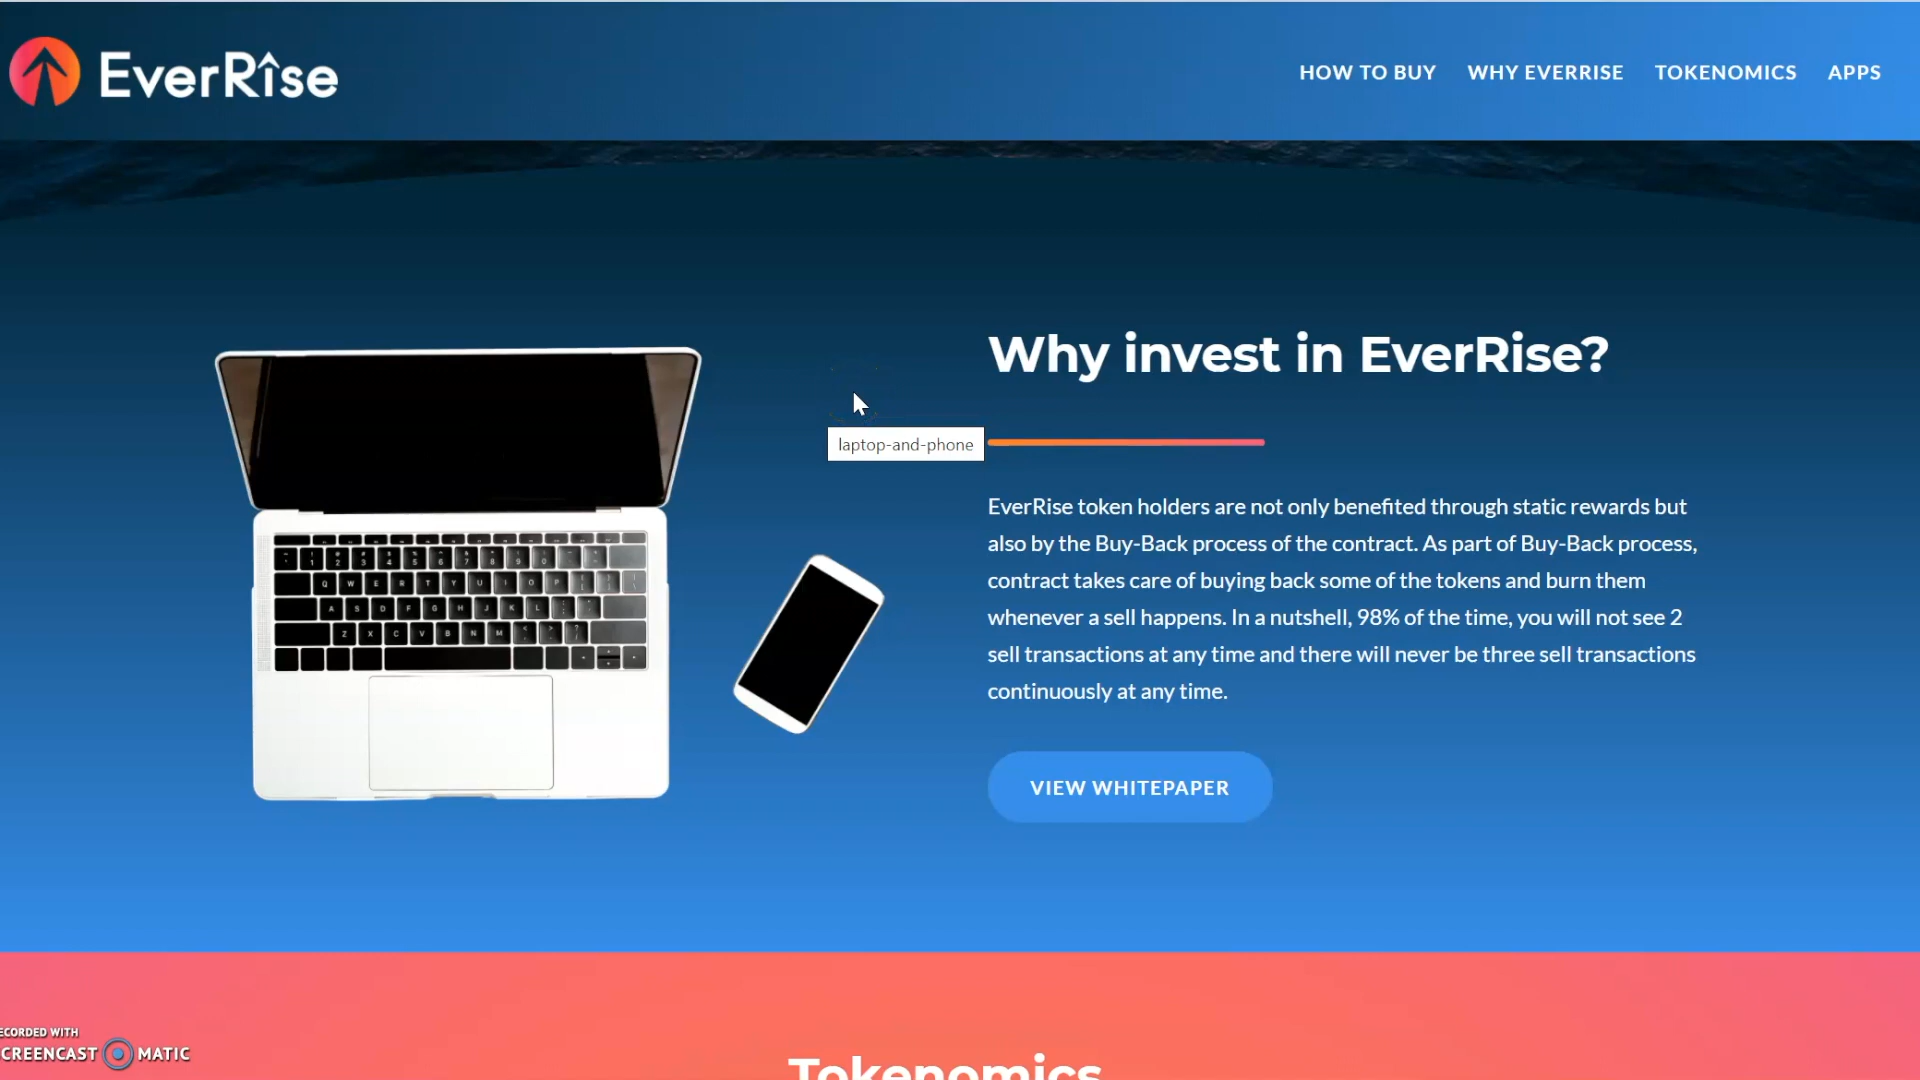 EverRîse
HOW TO BUY
WHY EVERRISE
TOKENOMICS
APPS
Why invest in EverRise?
laptop-and-phone
EverRise token holders are not only benefited through static rewards but
also by the Buy-Back process of the contract. As part of Buy-Back process,
contract takes care of buying back some of the tokens and burn them
whenever a sell happens. In a nutshell, 98% of the time, you will not see 2
sell transactions at any time and there will never be three sell transactions
continuously at any time.
VIEW WHITEPAPER
Tokenomics
ECORDED WITH
CREENCAST MATIC